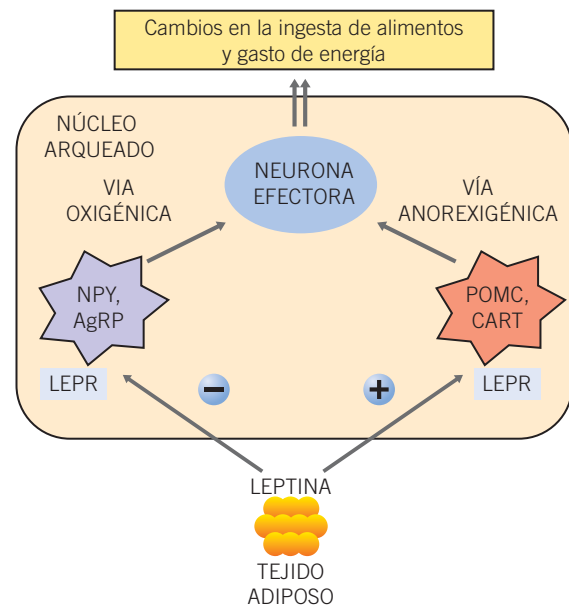 Cambios en la ingesta de alimentos
y gasto de energía
NÚCLEO
ARQUEADO
NEURONA
EFECTORA
VIA
OXIGÉNICA
VÍA
ANOREXIGÉNICA
NPY,
AgRP
POMC,
CART
LEPR
−
+
LEPR
LEPTINA
TEJIDO
ADIPOSO